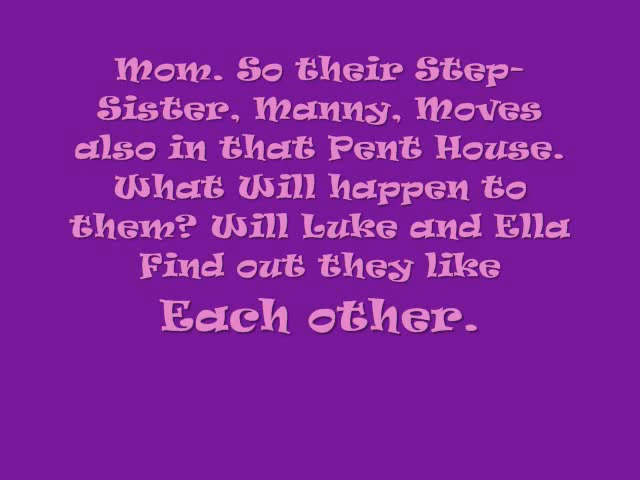 Mom. So their Step-
Sister, Manny, Moves
also in that Pent House.
What Will happen to
them? Will Luke and Ella
Find out they like
Each other.